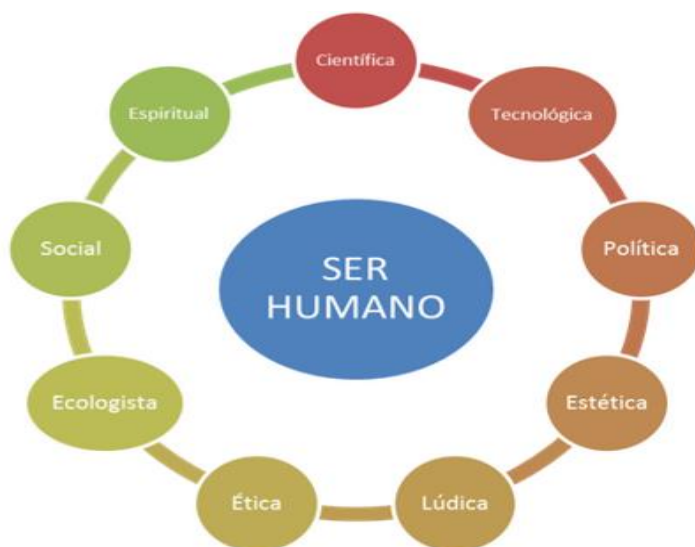 Científica
Tecnológica
Política
Estética
Lúdica
Ética
Ecologista
Social
Espiritual
SER
HUMANO